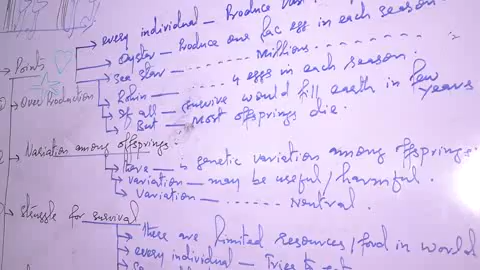 every individual — Produce
→ Points
Oyster — Produce one lac egg in each season
Sea star — - - - - - Millions - - - - - -
① Over Production
Robin — - - - - - 4 eggs in each season.
If all — survive would fill earth in few years
But — Most offsprings die.
Variation among offsprings.
there — is genetic variation among offsprings.
variation — may be useful / harmful.
Variation - - - - - - Neutral.
Struggle for survival
there are limited resources / food in world
every individual — Tries to